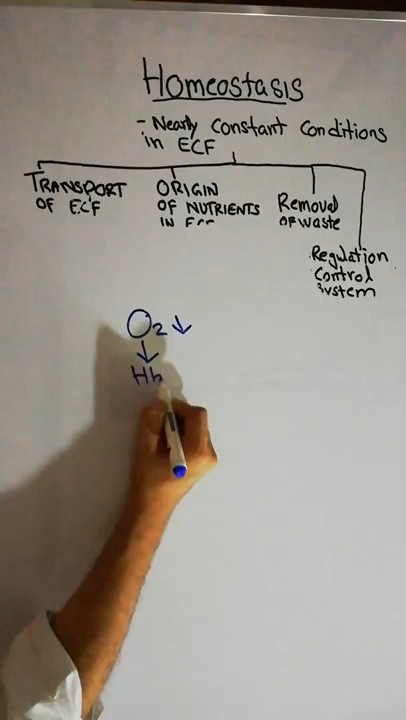 Homeostasis
- Nearly Constant Conditions
in ECF
TRANSPORT
OF ECF
ORIGIN
OF NUTRIENTS
IN
Removal
OF waste
Regulation
Control
System
O2 ↓
↓
Hb